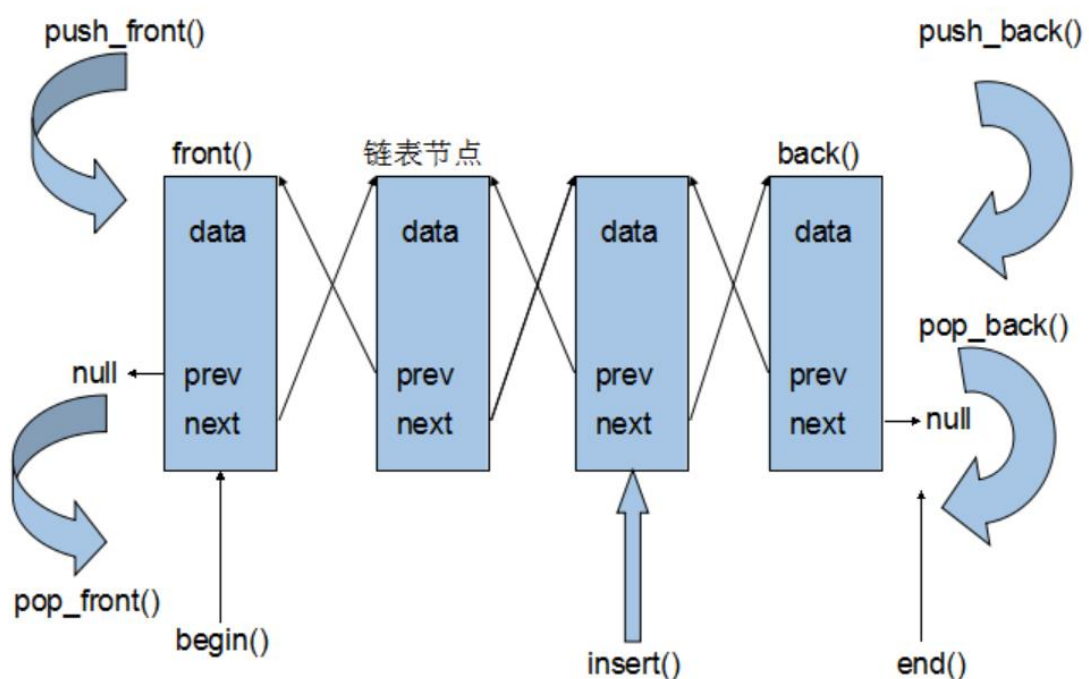 push_front()
push_back()
front()
链表节点
back()
data
data
data
data
pop_back()
null
prev
prev
prev
prev
next
next
next
next
null
pop_front()
begin()
insert()
end()